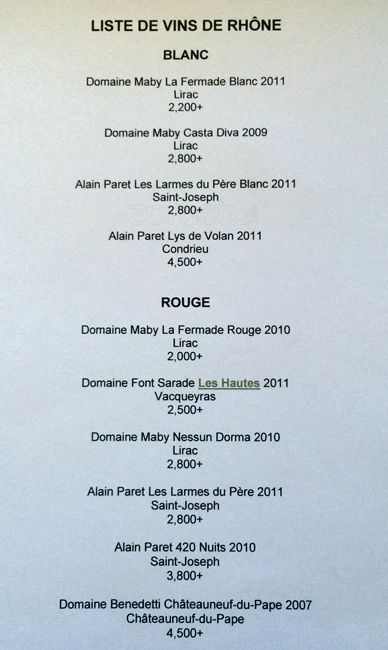 LISTE DE VINS DE RHÔNE
BLANC
Domaine Maby La Fermade Blanc 2011
Lirac
2,200+
Domaine Maby Casta Diva 2009
Lirac
2,800+
Alain Paret Les Larmes du Père Blanc 2011
Saint-Joseph
2,800+
Alain Paret Lys de Volan 2011
Condrieu
4,500+
ROUGE
Domaine Maby La Fermade Rouge 2010
Lirac
2,000+
Domaine Font Sarade Les Hautes 2011
Vacqueyras
2,500+
Domaine Maby Nessun Dorma 2010
Lirac
2,800+
Alain Paret Les Larmes du Père 2011
Saint-Joseph
2,800+
Alain Paret 420 Nuits 2010
Saint-Joseph
3,800+
Domaine Benedetti Châteauneuf-du-Pape 2007
Châteauneuf-du-Pape
4,500+